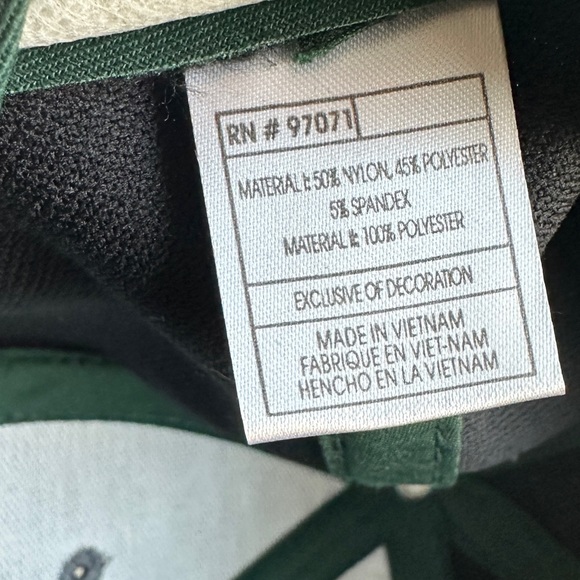 RN # 97071
MATERIAL I: 50% NYLON, 45% POLYESTER
5% SPANDEX
MATERIAL II: 100% POLYESTER
EXCLUSIVE OF DECORATION
MADE IN VIETNAM
FABRIQUE EN VIET-NAM
HENCHO EN LA VIETNAM